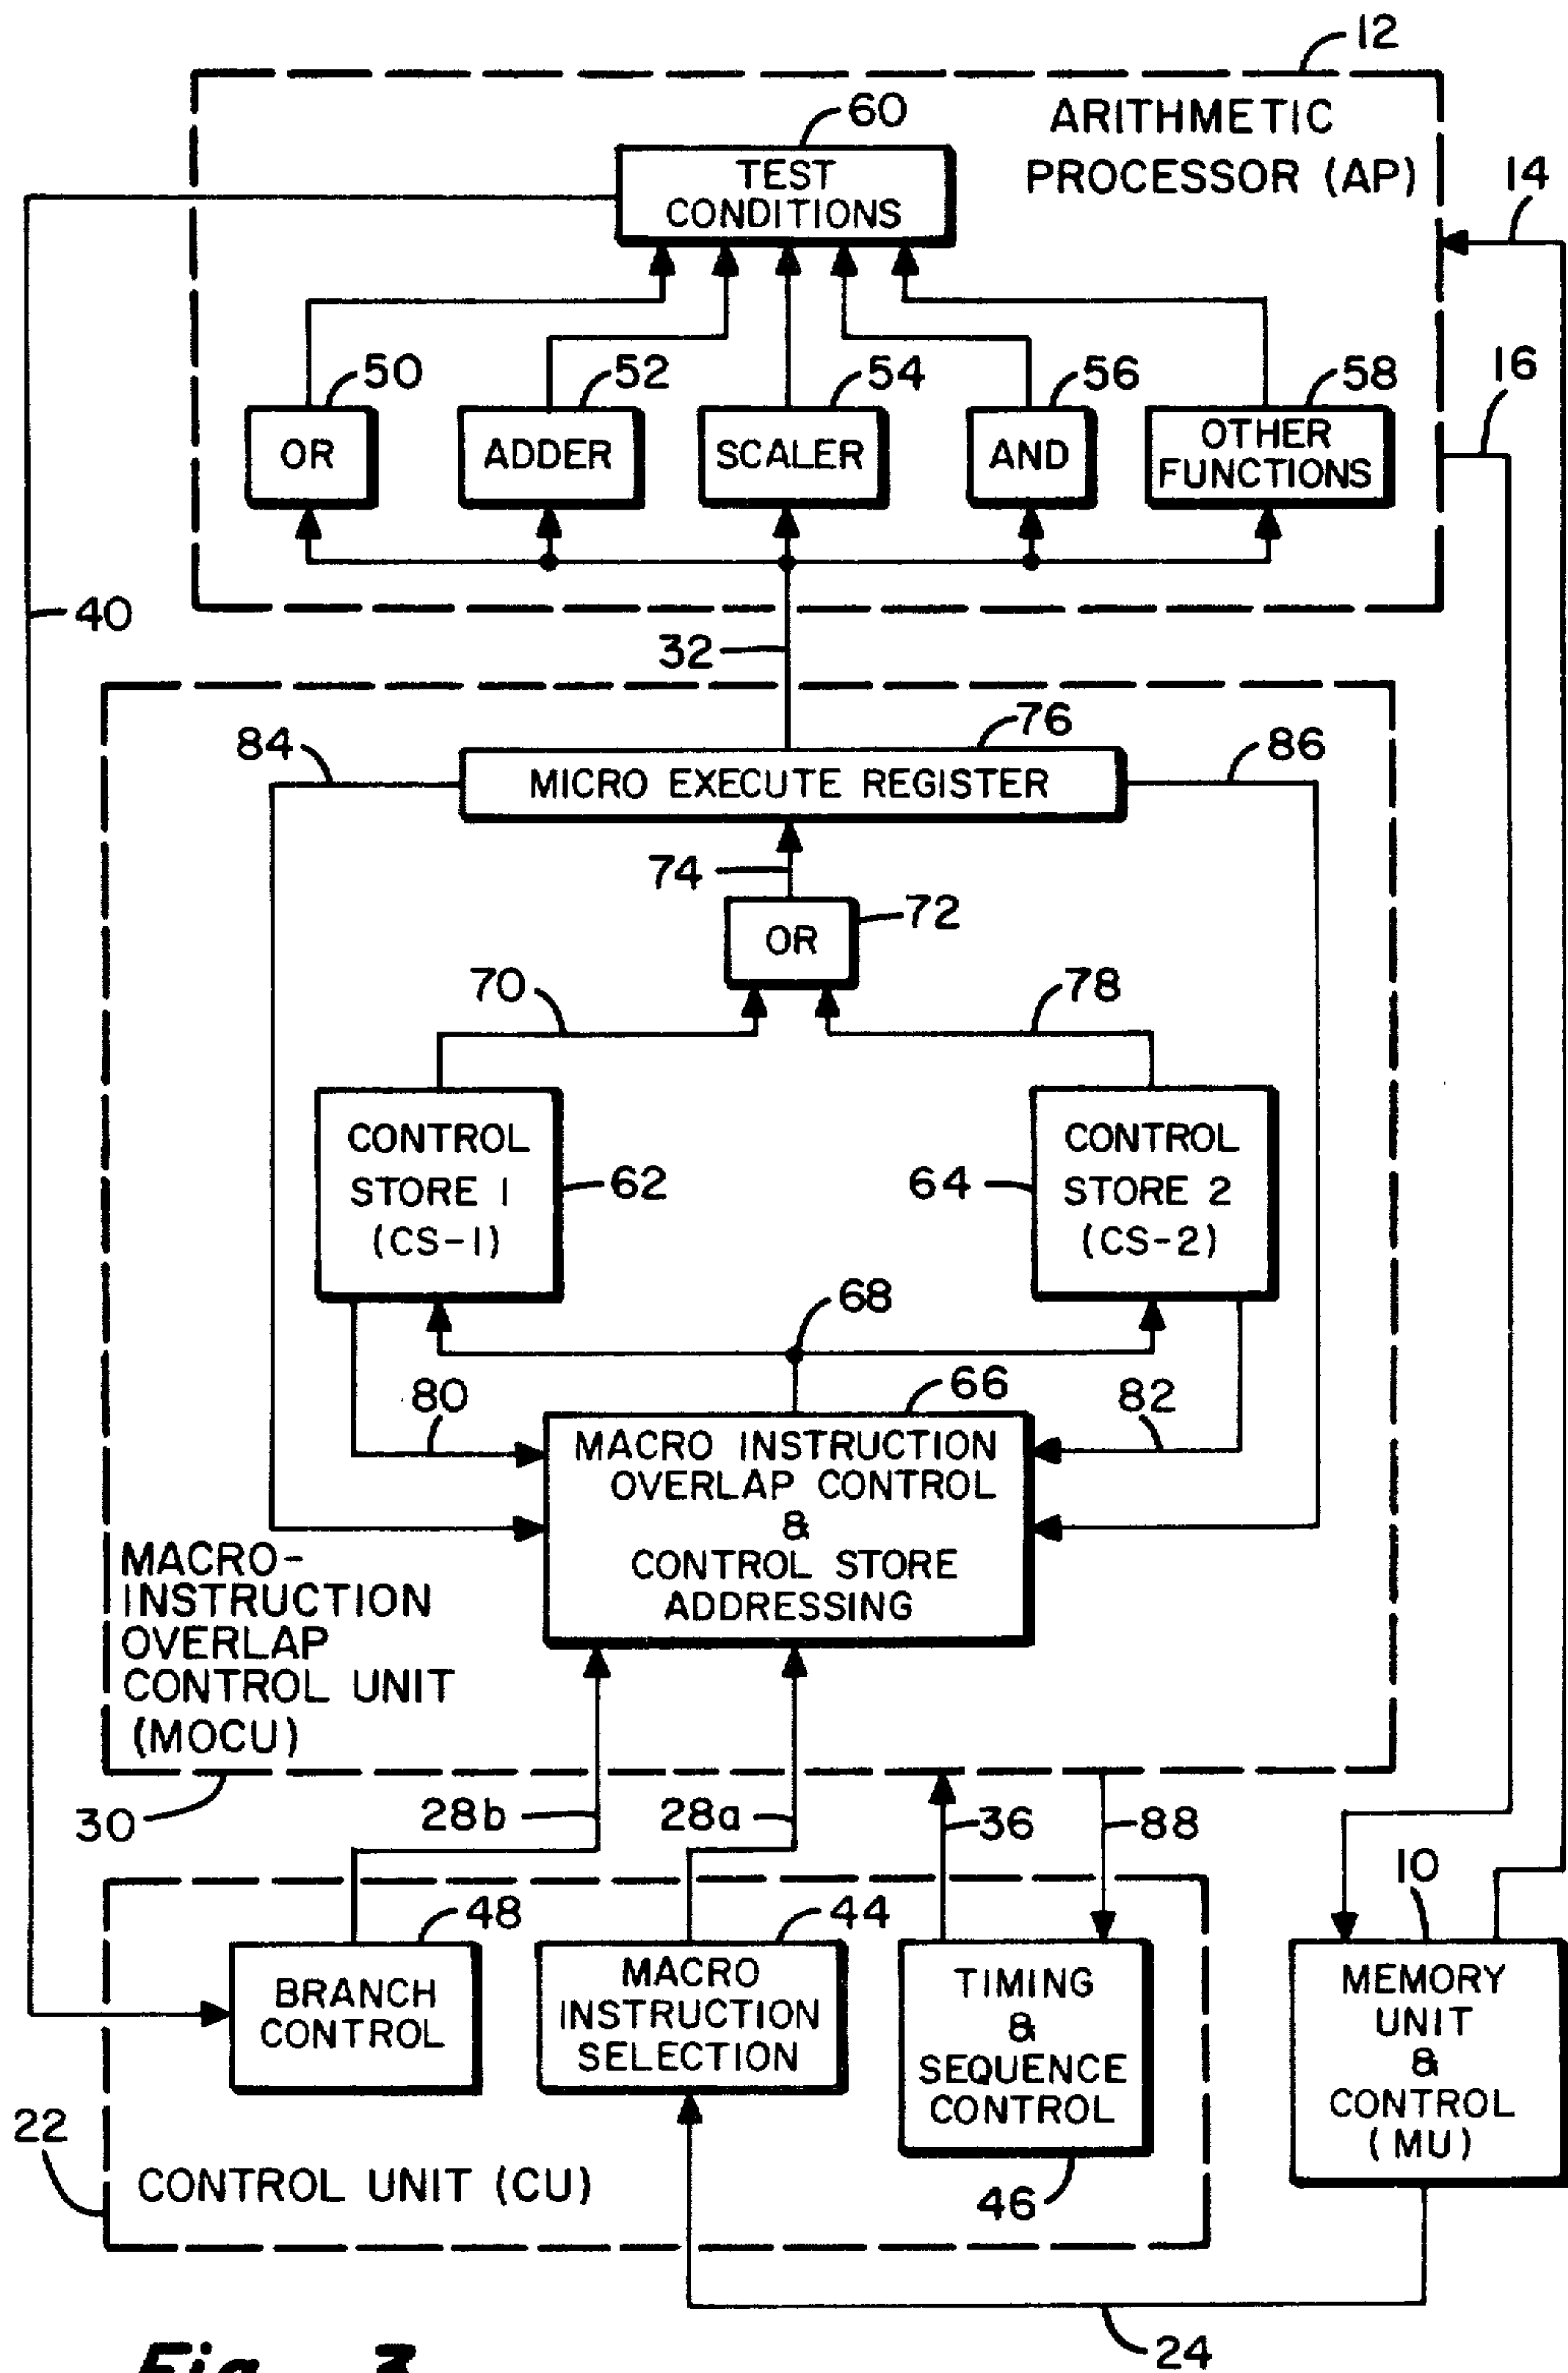 12
ARITHMETIC
PROCESSOR (AP)
60
TEST
CONDITIONS
14
50
52
54
56
58
16
OR
ADDER
SCALER
AND
OTHER
FUNCTIONS
40
32
76
84
86
MICRO EXECUTE REGISTER
74
72
OR
70
78
CONTROL
STORE 1
(CS-1)
62
64
CONTROL
STORE 2
(CS-2)
68
80
66
82
MACRO INSTRUCTION
OVERLAP CONTROL
&
CONTROL STORE
ADDRESSING
MACRO-
INSTRUCTION
OVERLAP
CONTROL UNIT
(MOCU)
30
28b
28a
36
88
10
48
44
BRANCH
CONTROL
MACRO
INSTRUCTION
SELECTION
TIMING
&
SEQUENCE
CONTROL
MEMORY
UNIT
&
CONTROL
(MU)
22
CONTROL UNIT (CU)
46
24
Fig. 3